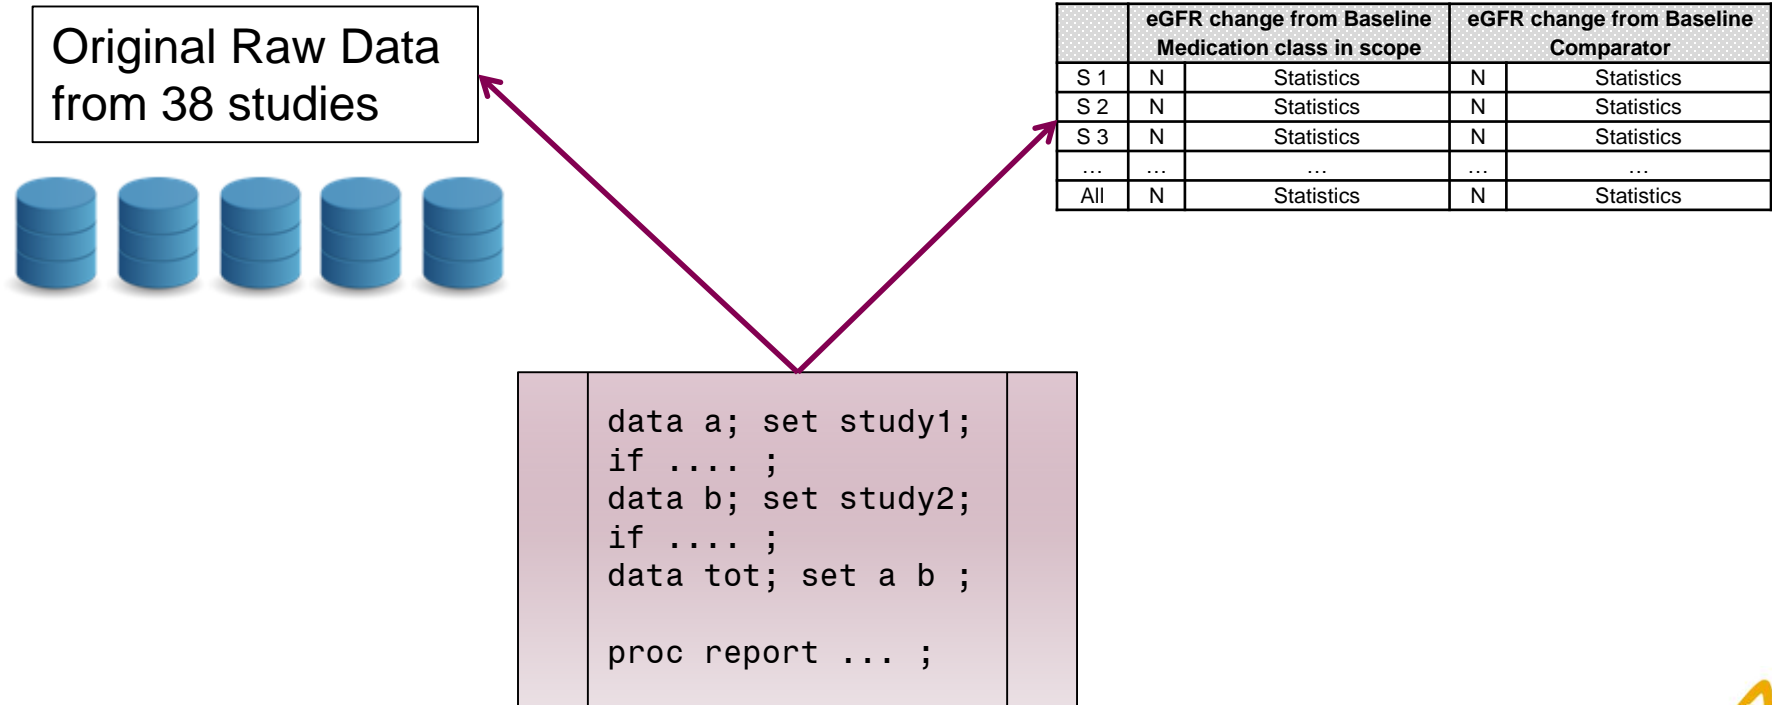 Original Raw Data
from 38 studies
eGFR change from Baseline
Medication class in scope
eGFR change from Baseline
Comparator
S 1 N Statistics N Statistics
S 2 N Statistics N Statistics
S 3 N Statistics N Statistics
… … … … …
All N Statistics N Statistics
data a; set study1;
if .... ;
data b; set study2;
if .... ;
data tot; set a b ;
proc report ... ;